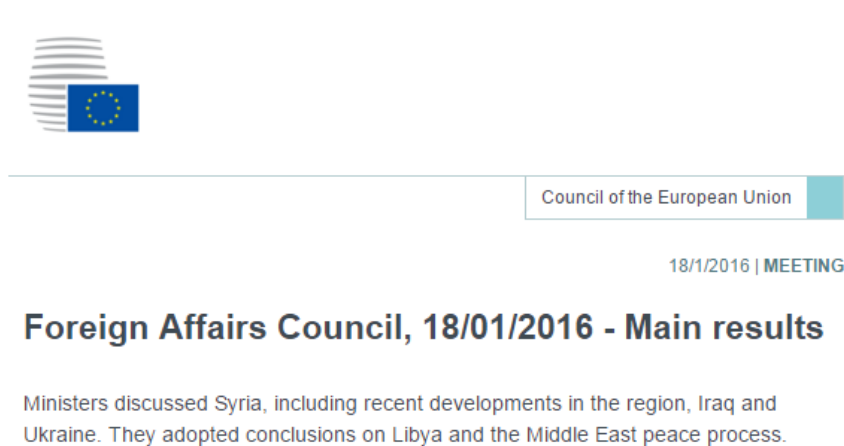 Council of the European Union
18/1/2016 | MEETING
Foreign Affairs Council, 18/01/2016 - Main results
Ministers discussed Syria, including recent developments in the region, Iraq and
Ukraine. They adopted conclusions on Libya and the Middle East peace process.